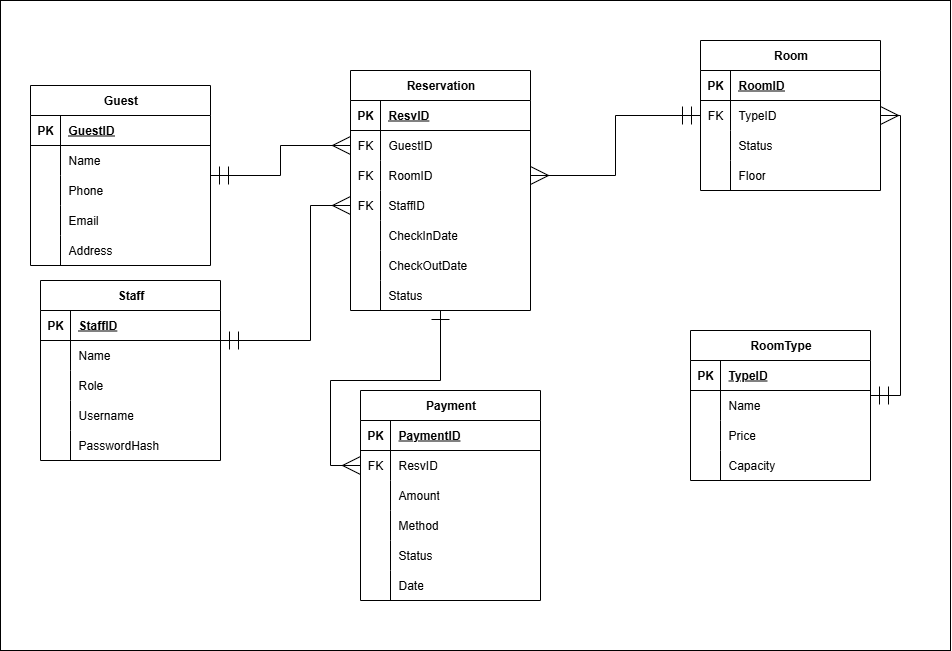 Guest
PK GuestID
Name
Phone
Email
Address
Staff
PK StaffID
Name
Role
Username
PasswordHash
Reservation
PK ResvID
FK GuestID
FK RoomID
FK StaffID
CheckInDate
CheckOutDate
Status
Payment
PK PaymentID
FK ResvID
Amount
Method
Status
Date
Room
PK RoomID
FK TypeID
Status
Floor
RoomType
PK TypeID
Name
Price
Capacity